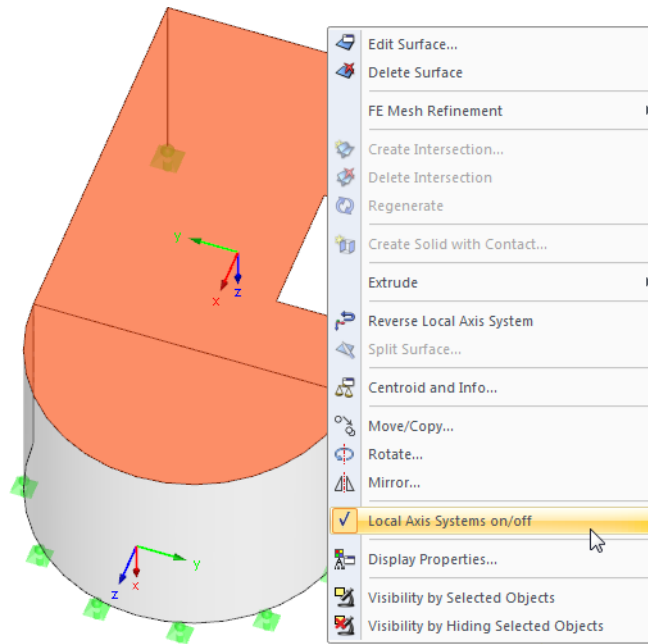 Edit Surface...
Delete Surface
FE Mesh Refinement
Create Intersection...
Delete Intersection
Regenerate
Create Solid with Contact...
Extrude
Reverse Local Axis System
Split Surface...
Centroid and Info...
Move/Copy...
Rotate...
Mirror...
Local Axis Systems on/off
Display Properties...
Visibility by Selected Objects
Visibility by Hiding Selected Objects
Y
X
Z
Y
X
Z